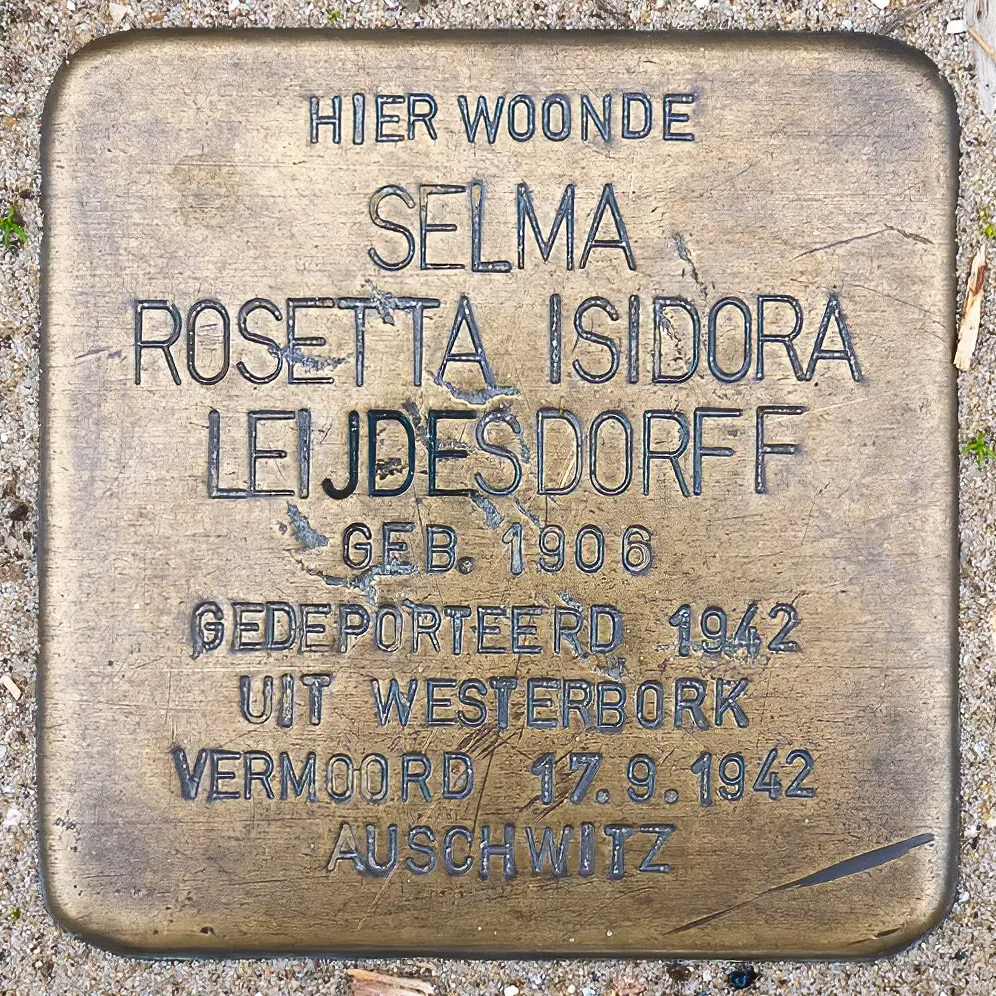 HIER WOONDE
SELMA
ROSETTA ISIDORA
LEIJDESDORFF
GEB. 1906
GEDEPORTEERD 1942
UIT WESTERBORK
VERMOORD 17.9.1942
AUSCHWITZ